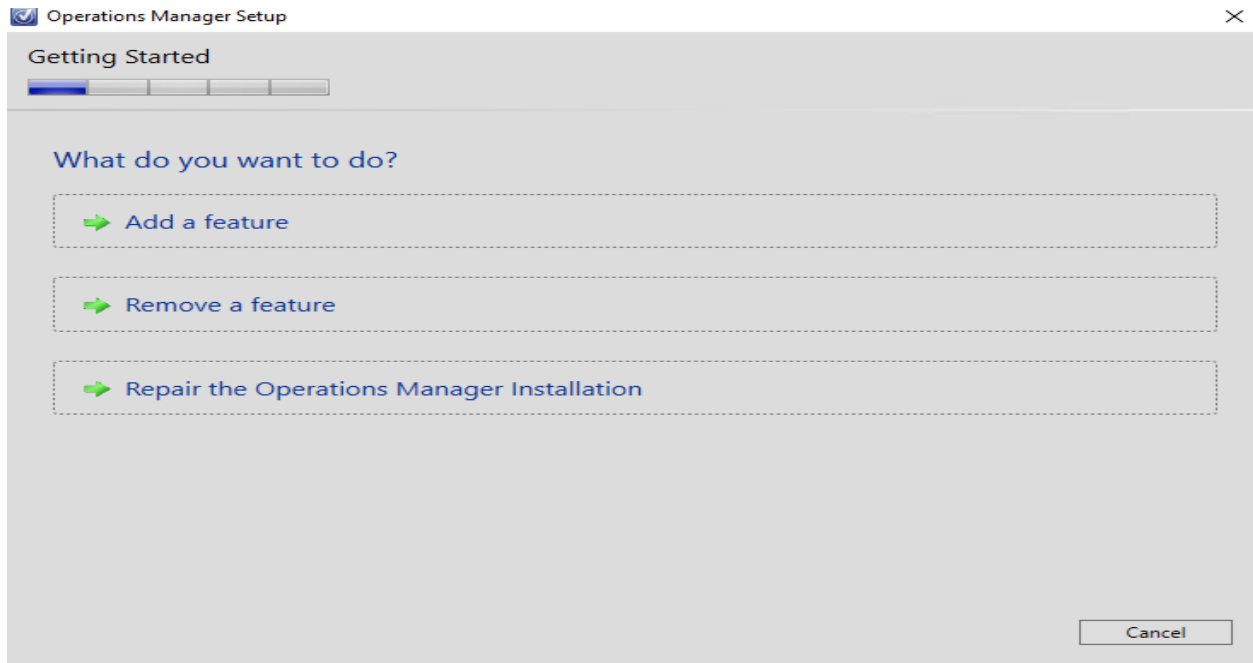 Operations Manager Setup
Getting Started
What do you want to do?
Add a feature
Remove a feature
Repair the Operations Manager Installation
Cancel